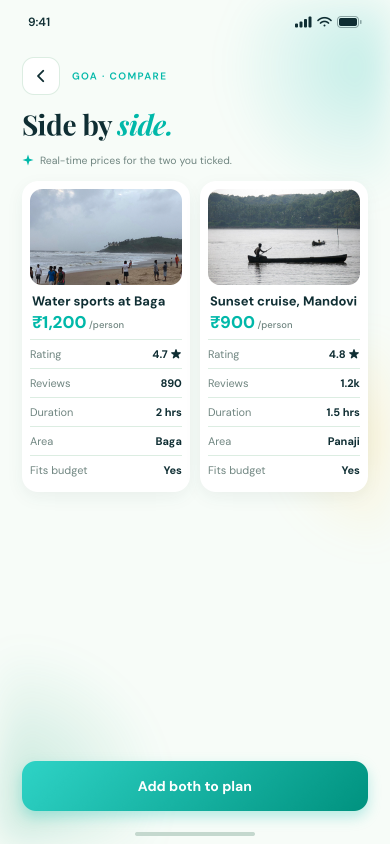 9:41
GOA · COMPARE
Side by side.
Real-time prices for the two you ticked.
Water sports at Baga
₹1,200 /person
Rating 4.7 ★
Reviews 890
Duration 2 hrs
Area Baga
Fits budget Yes
Sunset cruise, Mandovi
₹900 /person
Rating 4.8 ★
Reviews 1.2k
Duration 1.5 hrs
Area Panaji
Fits budget Yes
Add both to plan